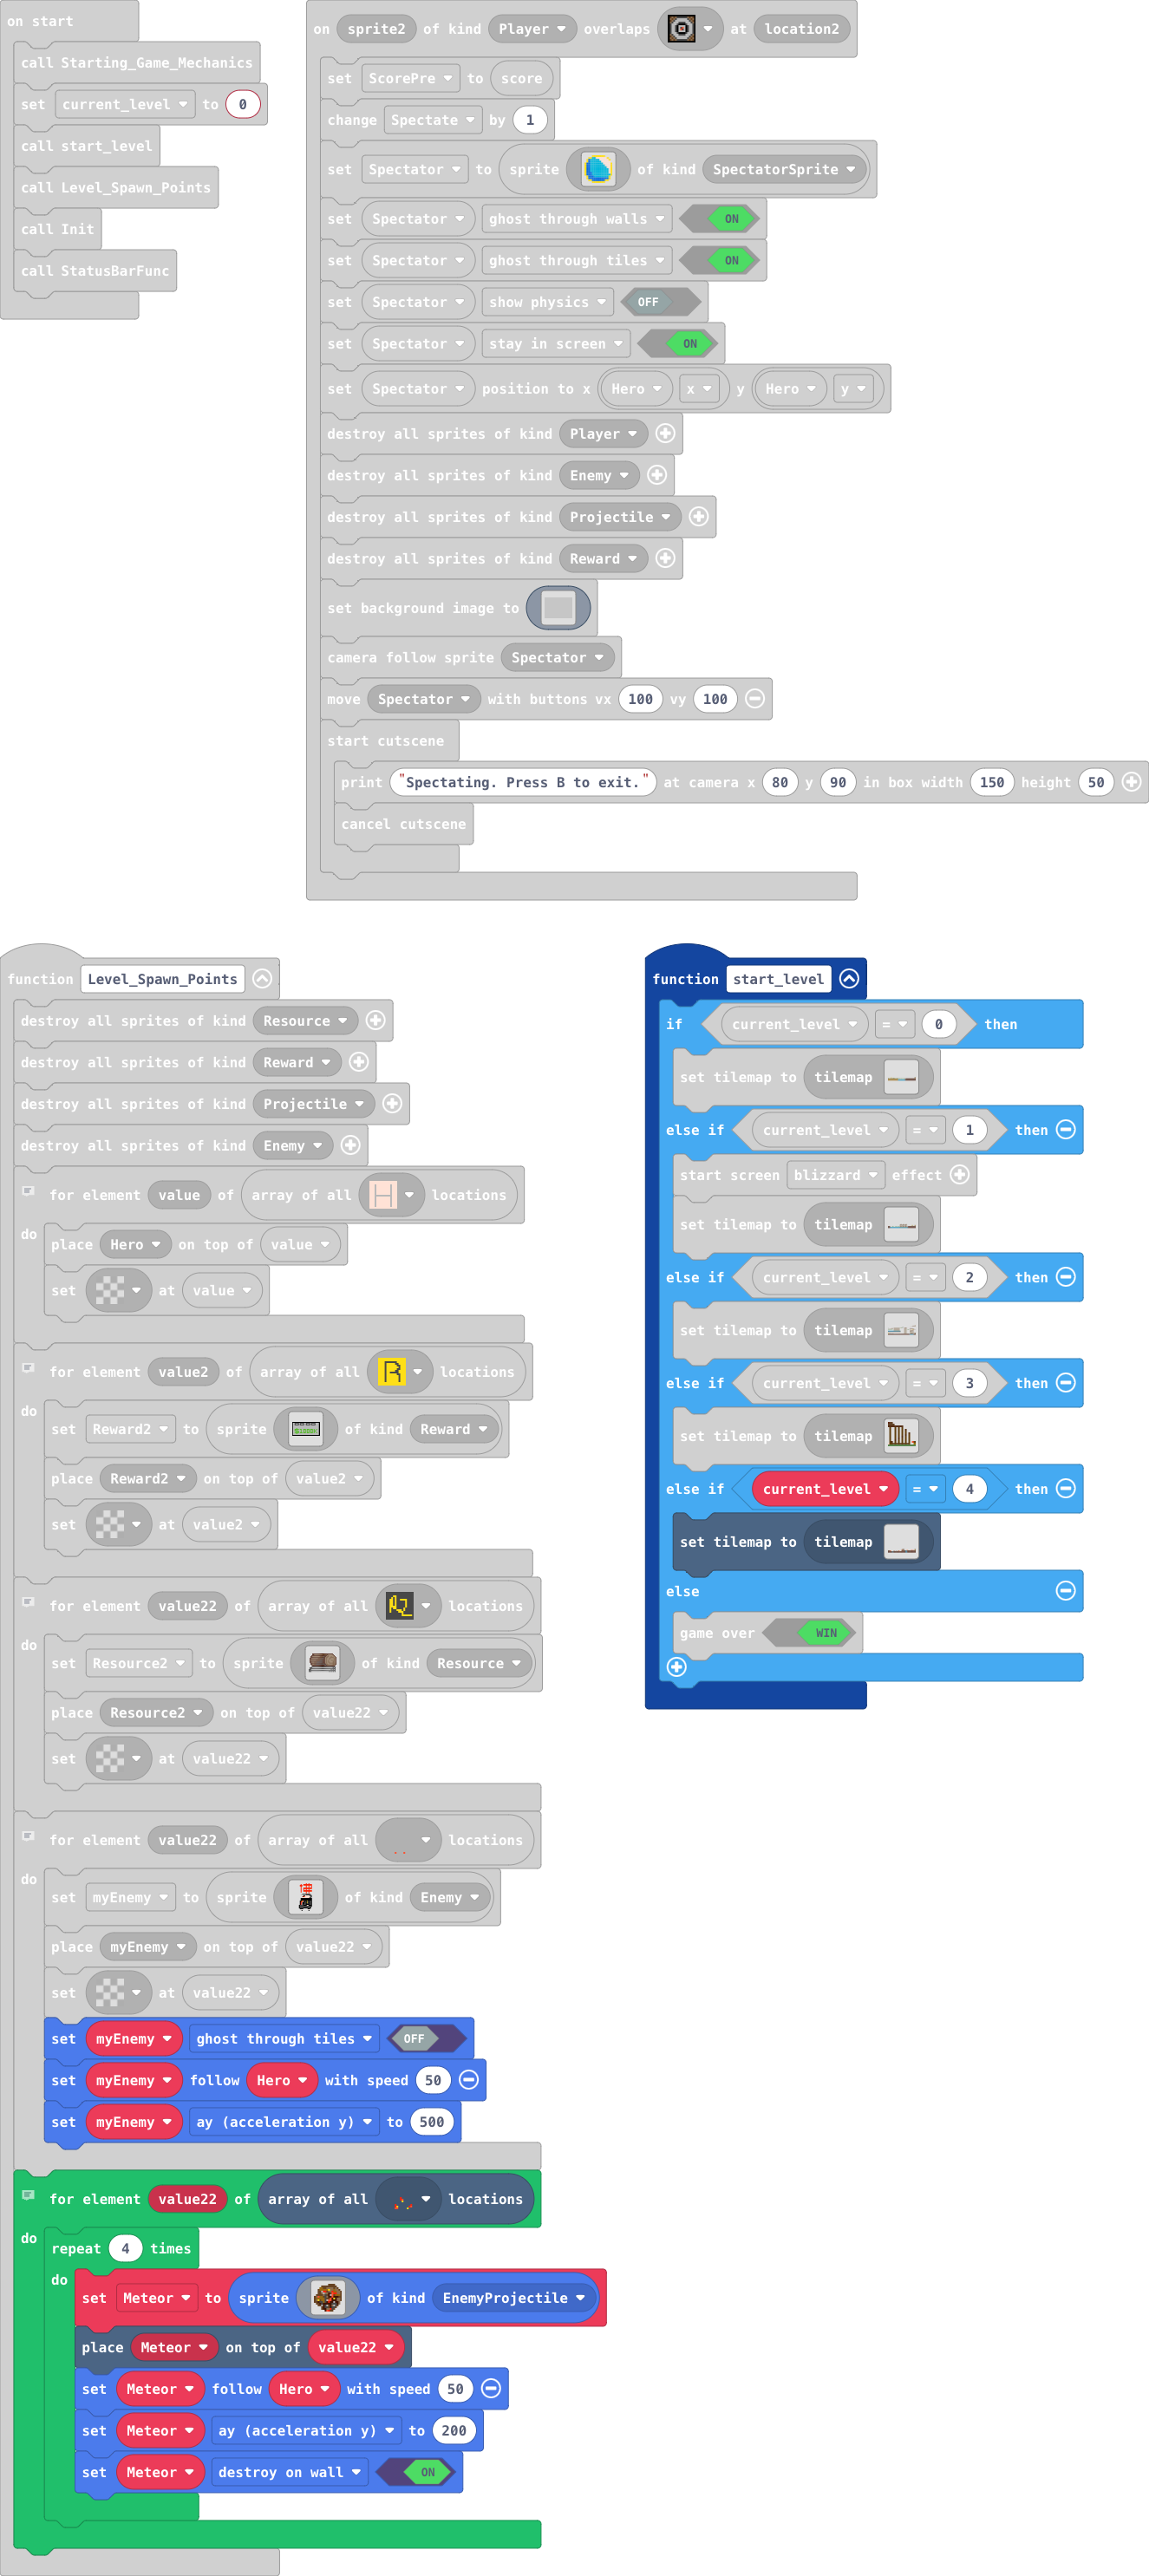 on start
call Starting_Game_Mechanics
set current_level to 0
call start_level
call Level_Spawn_Points
call Init
call StatusBarFunc
on sprite2 of kind Player overlaps at location2
set ScorePre to score
change Spectate by 1
set Spectator to sprite of kind SpectatorSprite
set Spectator ghost through walls ON
set Spectator ghost through tiles ON
set Spectator show physics OFF
set Spectator stay in screen ON
set Spectator position to x Hero x y Hero y
destroy all sprites of kind Player
destroy all sprites of kind Enemy
destroy all sprites of kind Projectile
destroy all sprites of kind Reward
set background image to
camera follow sprite Spectator
move Spectator with buttons vx 100 vy 100
start cutscene
print "Spectating. Press B to exit." at camera x 80 y 90 in box width 150 height 50
cancel cutscene
function Level_Spawn_Points
destroy all sprites of kind Resource
destroy all sprites of kind Reward
destroy all sprites of kind Projectile
destroy all sprites of kind Enemy
for element value of array of all H locations
do
place Hero on top of value
set at value
for element value2 of array of all R locations
do
set Reward2 to sprite of kind Reward
place Reward2 on top of value2
set at value2
for element value22 of array of all locations
do
set Resource2 to sprite of kind Resource
place Resource2 on top of value22
set at value22
for element value22 of array of all locations
do
set myEnemy to sprite of kind Enemy
place myEnemy on top of value22
set at value22
set myEnemy ghost through tiles OFF
set myEnemy follow Hero with speed 50
set myEnemy ay (acceleration y) to 500
for element value22 of array of all locations
do
repeat 4 times
do
set Meteor to sprite of kind EnemyProjectile
place Meteor on top of value22
set Meteor follow Hero with speed 50
set Meteor ay (acceleration y) to 200
set Meteor destroy on wall ON
function start_level
if current_level = 0 then
set tilemap to tilemap
else if current_level = 1 then
start screen blizzard effect
set tilemap to tilemap
else if current_level = 2 then
set tilemap to tilemap
else if current_level = 3 then
set tilemap to tilemap
else if current_level = 4 then
set tilemap to tilemap
else
game over WIN